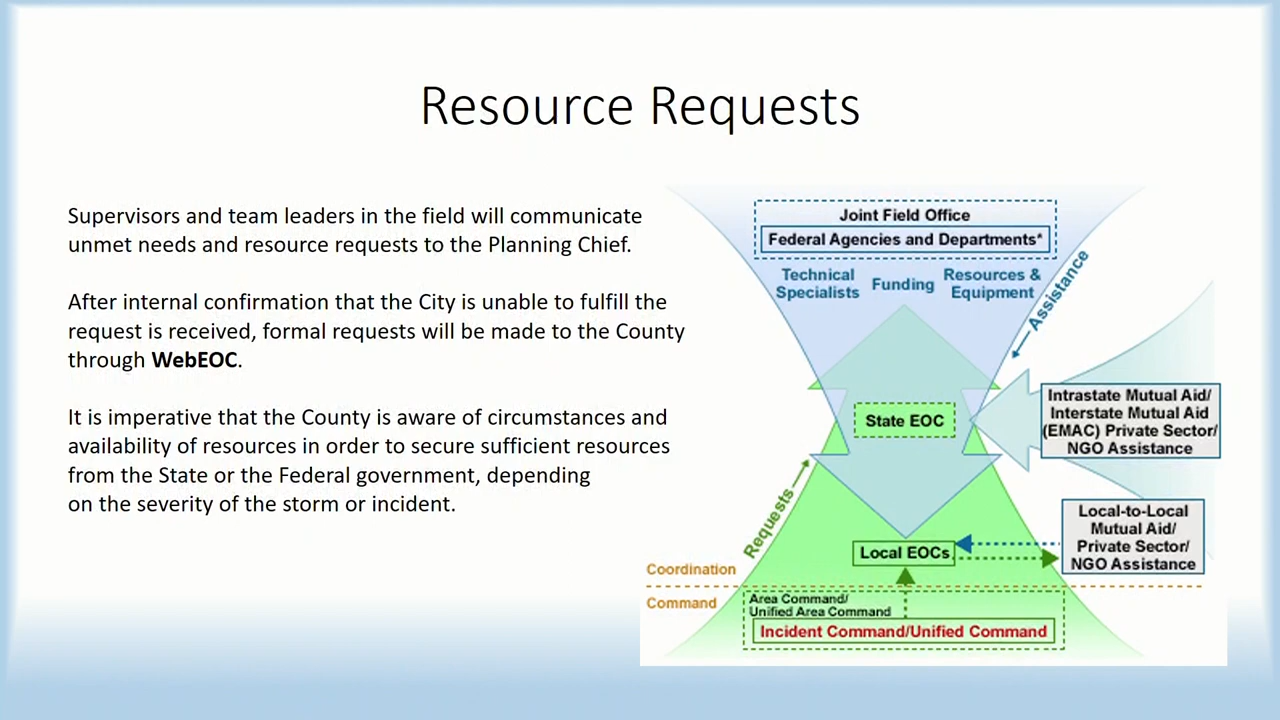 Resource Requests
Supervisors and team leaders in the field will communicate
unmet needs and resource requests to the Planning Chief.
After internal confirmation that the City is unable to fulfill the
request is received, formal requests will be made to the County
through WebEOC.
It is imperative that the County is aware of circumstances and
availability of resources in order to secure sufficient resources
from the State or the Federal government, depending
on the severity of the storm or incident.
Joint Field Office
Federal Agencies and Departments*
Technical
Specialists
Funding
Resources &
Equipment
Assistance
State EOC
Intrastate Mutual Aid/
Interstate Mutual Aid
(EMAC) Private Sector/
NGO Assistance
Requests
Local EOCs
Local-to-Local
Mutual Aid/
Private Sector/
NGO Assistance
Coordination
Command
Area Command/
Unified Area Command
Incident Command/Unified Command